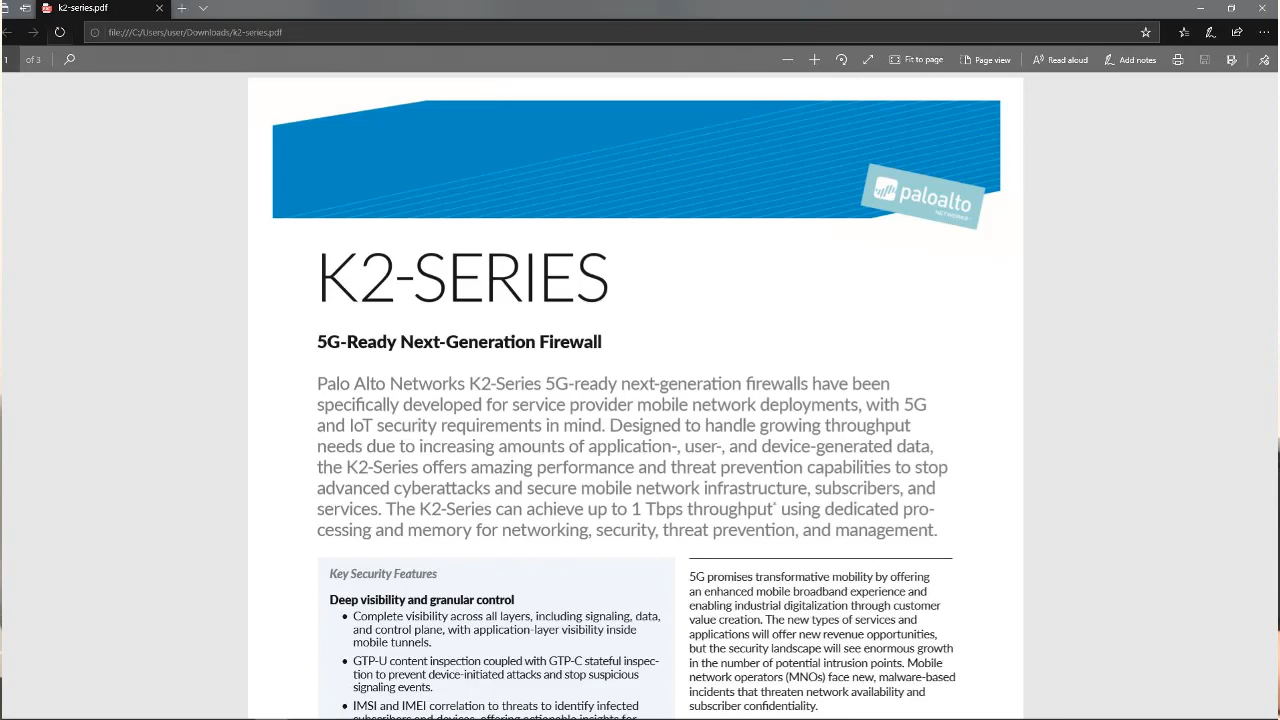 k2-series.pdf
file:///C:/Users/user/Downloads/k2-series.pdf
1 of 3
Fit to page
Page view
Read aloud
Add notes
paloalto
NETWORKS
K2-SERIES
5G-Ready Next-Generation Firewall
Palo Alto Networks K2-Series 5G-ready next-generation firewalls have been
specifically developed for service provider mobile network deployments, with 5G
and IoT security requirements in mind. Designed to handle growing throughput
needs due to increasing amounts of application-, user-, and device-generated data,
the K2-Series offers amazing performance and threat prevention capabilities to stop
advanced cyberattacks and secure mobile network infrastructure, subscribers, and
services. The K2-Series can achieve up to 1 Tbps throughput* using dedicated pro-
cessing and memory for networking, security, threat prevention, and management.
Key Security Features
Deep visibility and granular control
• Complete visibility across all layers, including signaling, data,
and control plane, with application-layer visibility inside
mobile tunnels.
• GTP-U content inspection coupled with GTP-C stateful inspec-
tion to prevent device-initiated attacks and stop suspicious
signaling events.
• IMSI and IMEI correlation to threats to identify infected
subscribers and devices, offering actionable insights for
5G promises transformative mobility by offering
an enhanced mobile broadband experience and
enabling industrial digitalization through customer
value creation. The new types of services and
applications will offer new revenue opportunities,
but the security landscape will see enormous growth
in the number of potential intrusion points. Mobile
network operators (MNOs) face new, malware-based
incidents that threaten network availability and
subscriber confidentiality.